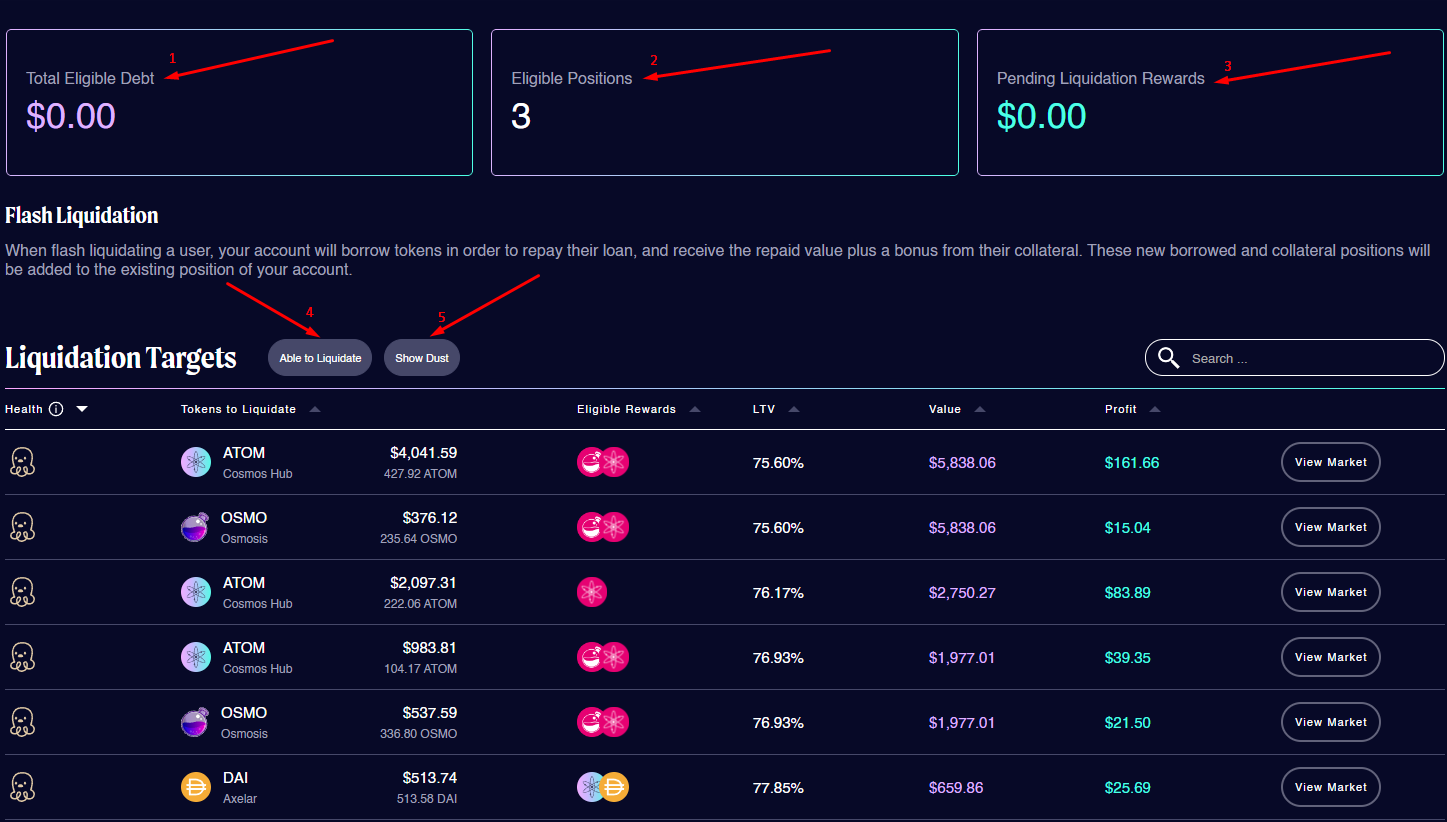 1
2
3
Total Eligible Debt
$0.00
Eligible Positions
3
Pending Liquidation Rewards
$0.00
Flash Liquidation
When flash liquidating a user, your account will borrow tokens in order to repay their loan, and receive the repaid value plus a bonus from their collateral. These new borrowed and collateral positions will
be added to the existing position of your account.
4
5
Liquidation Targets
Able to Liquidate
Show Dust
Search ...
Health Tokens to Liquidate Eligible Rewards LTV Value Profit
ATOM $4,041.59
Cosmos Hub 427.92 ATOM
75.60% $5,838.06 $161.66 View Market
OSMO $376.12
Osmosis 235.64 OSMO
75.60% $5,838.06 $15.04 View Market
ATOM $2,097.31
Cosmos Hub 222.06 ATOM
76.17% $2,750.27 $83.89 View Market
ATOM $983.81
Cosmos Hub 104.17 ATOM
76.93% $1,977.01 $39.35 View Market
OSMO $537.59
Osmosis 336.80 OSMO
76.93% $1,977.01 $21.50 View Market
DAI $513.74
Axelar 513.58 DAI
77.85% $659.86 $25.69 View Market